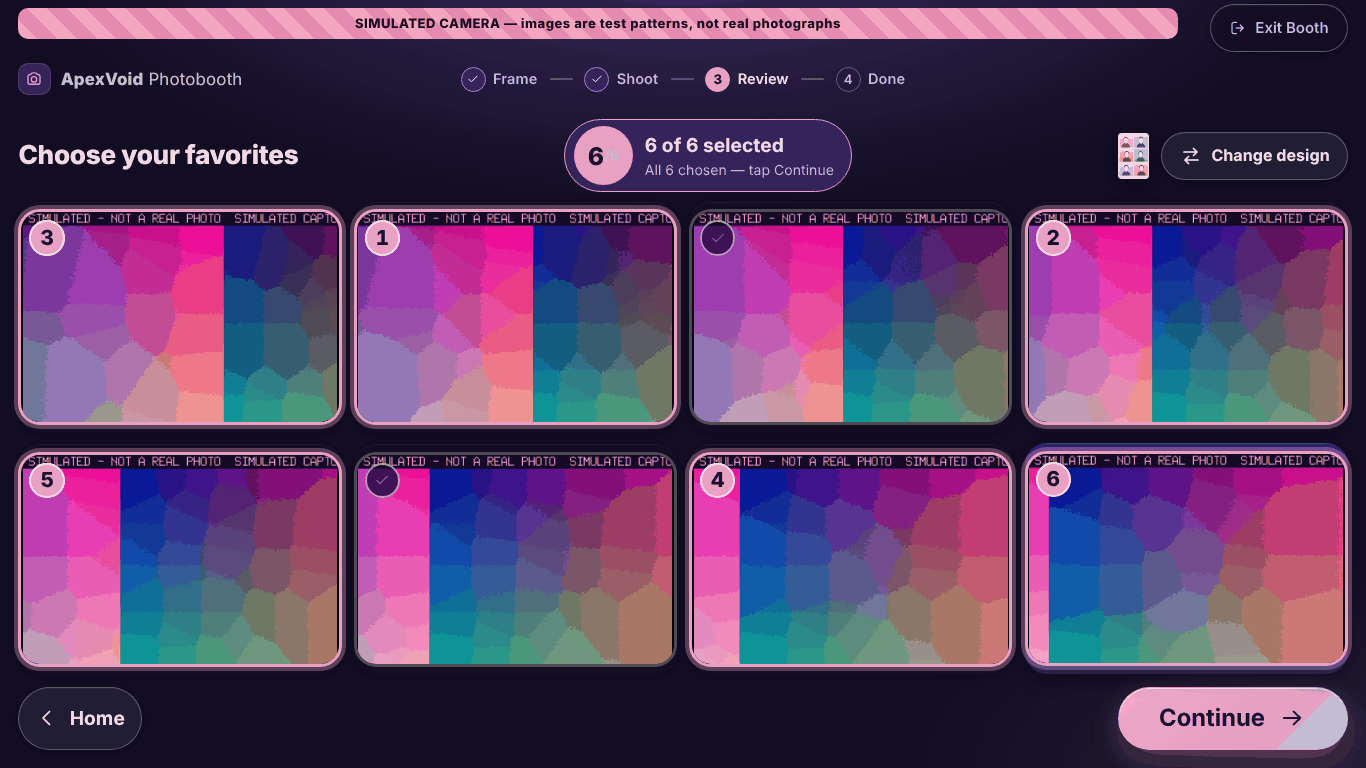 SIMULATED CAMERA — images are test patterns, not real photographs
Exit Booth
ApexVoid Photobooth
Frame
Shoot
3 Review
4 Done
Choose your favorites
6
6 of 6 selected
All 6 chosen — tap Continue
Change design
SIMULATED - NOT A REAL PHOTO SIMULATED CAPTU
3
SIMULATED - NOT A REAL PHOTO SIMULATED CAPTU
1
SIMULATED - NOT A REAL PHOTO SIMULATED CAPTU
SIMULATED - NOT A REAL PHOTO SIMULATED CAPTU
2
SIMULATED - NOT A REAL PHOTO SIMULATED CAPTU
5
SIMULATED - NOT A REAL PHOTO SIMULATED CAPTU
SIMULATED - NOT A REAL PHOTO SIMULATED CAPTU
4
SIMULATED - NOT A REAL PHOTO SIMULATED CAPTU
6
Home
Continue